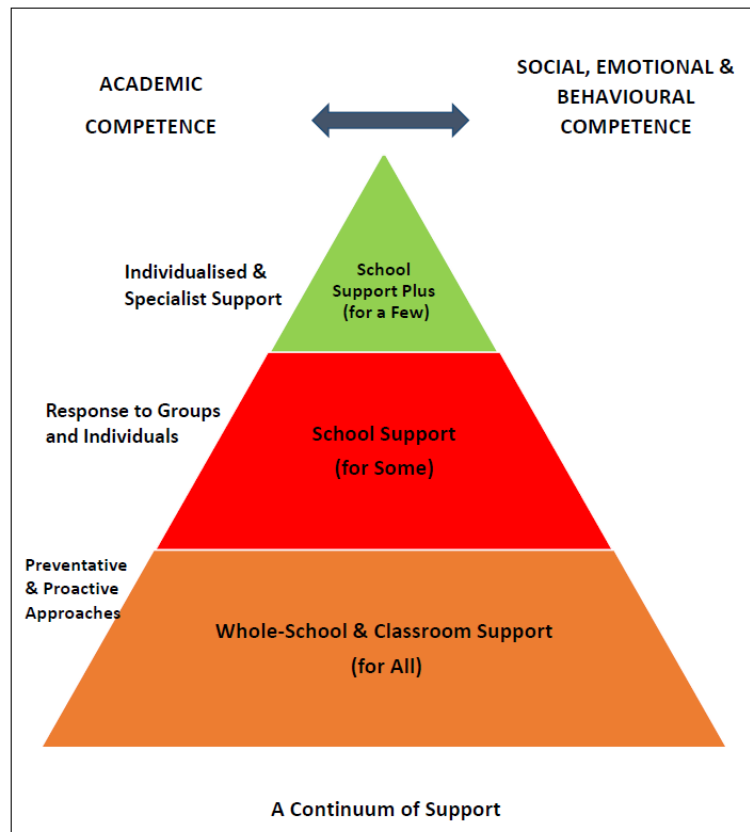 ACADEMIC
COMPETENCE
SOCIAL, EMOTIONAL &
BEHAVIOURAL
COMPETENCE
Individualised &
Specialist Support
School
Support Plus
(for a Few)
Response to Groups
and Individuals
School Support
(for Some)
Preventative
& Proactive
Approaches
Whole-School & Classroom Support
(for All)
A Continuum of Support